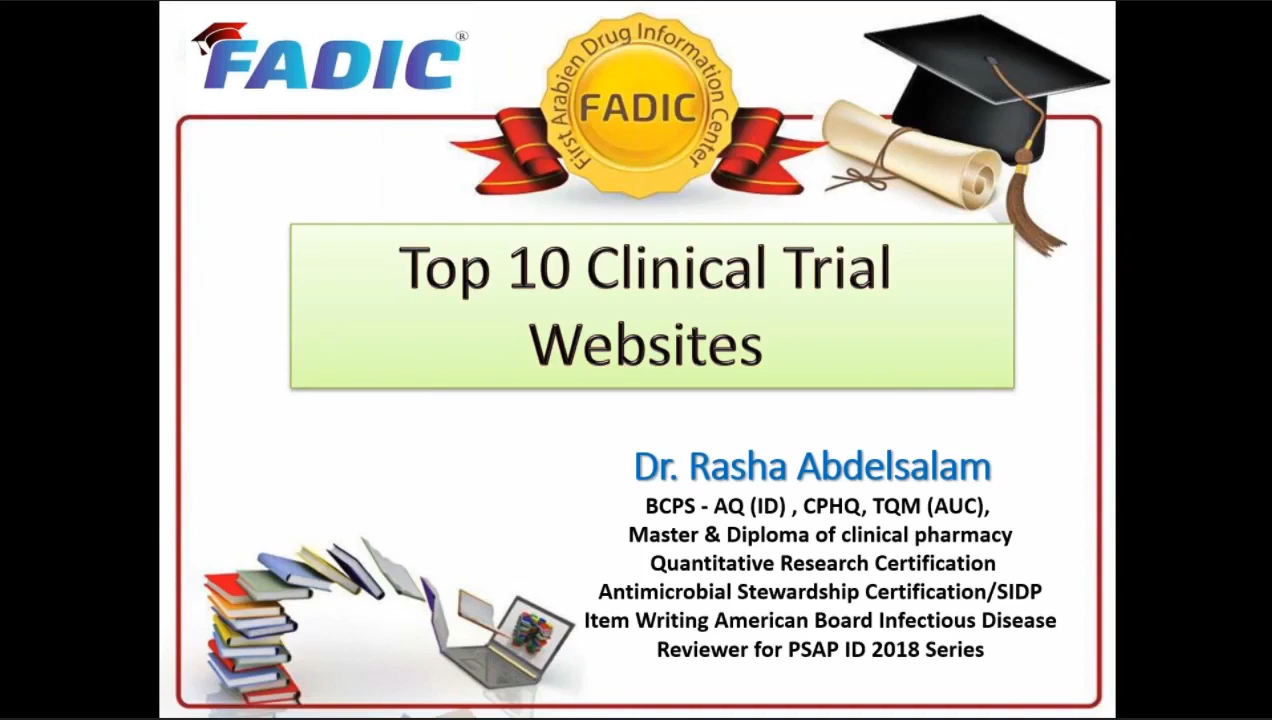 FADIC®
First Arabien Drug Information Center
FADIC
Top 10 Clinical Trial
Websites
Dr. Rasha Abdelsalam
BCPS - AQ (ID) , CPHQ, TQM (AUC),
Master & Diploma of clinical pharmacy
Quantitative Research Certification
Antimicrobial Stewardship Certification/SIDP
Item Writing American Board Infectious Disease
Reviewer for PSAP ID 2018 Series